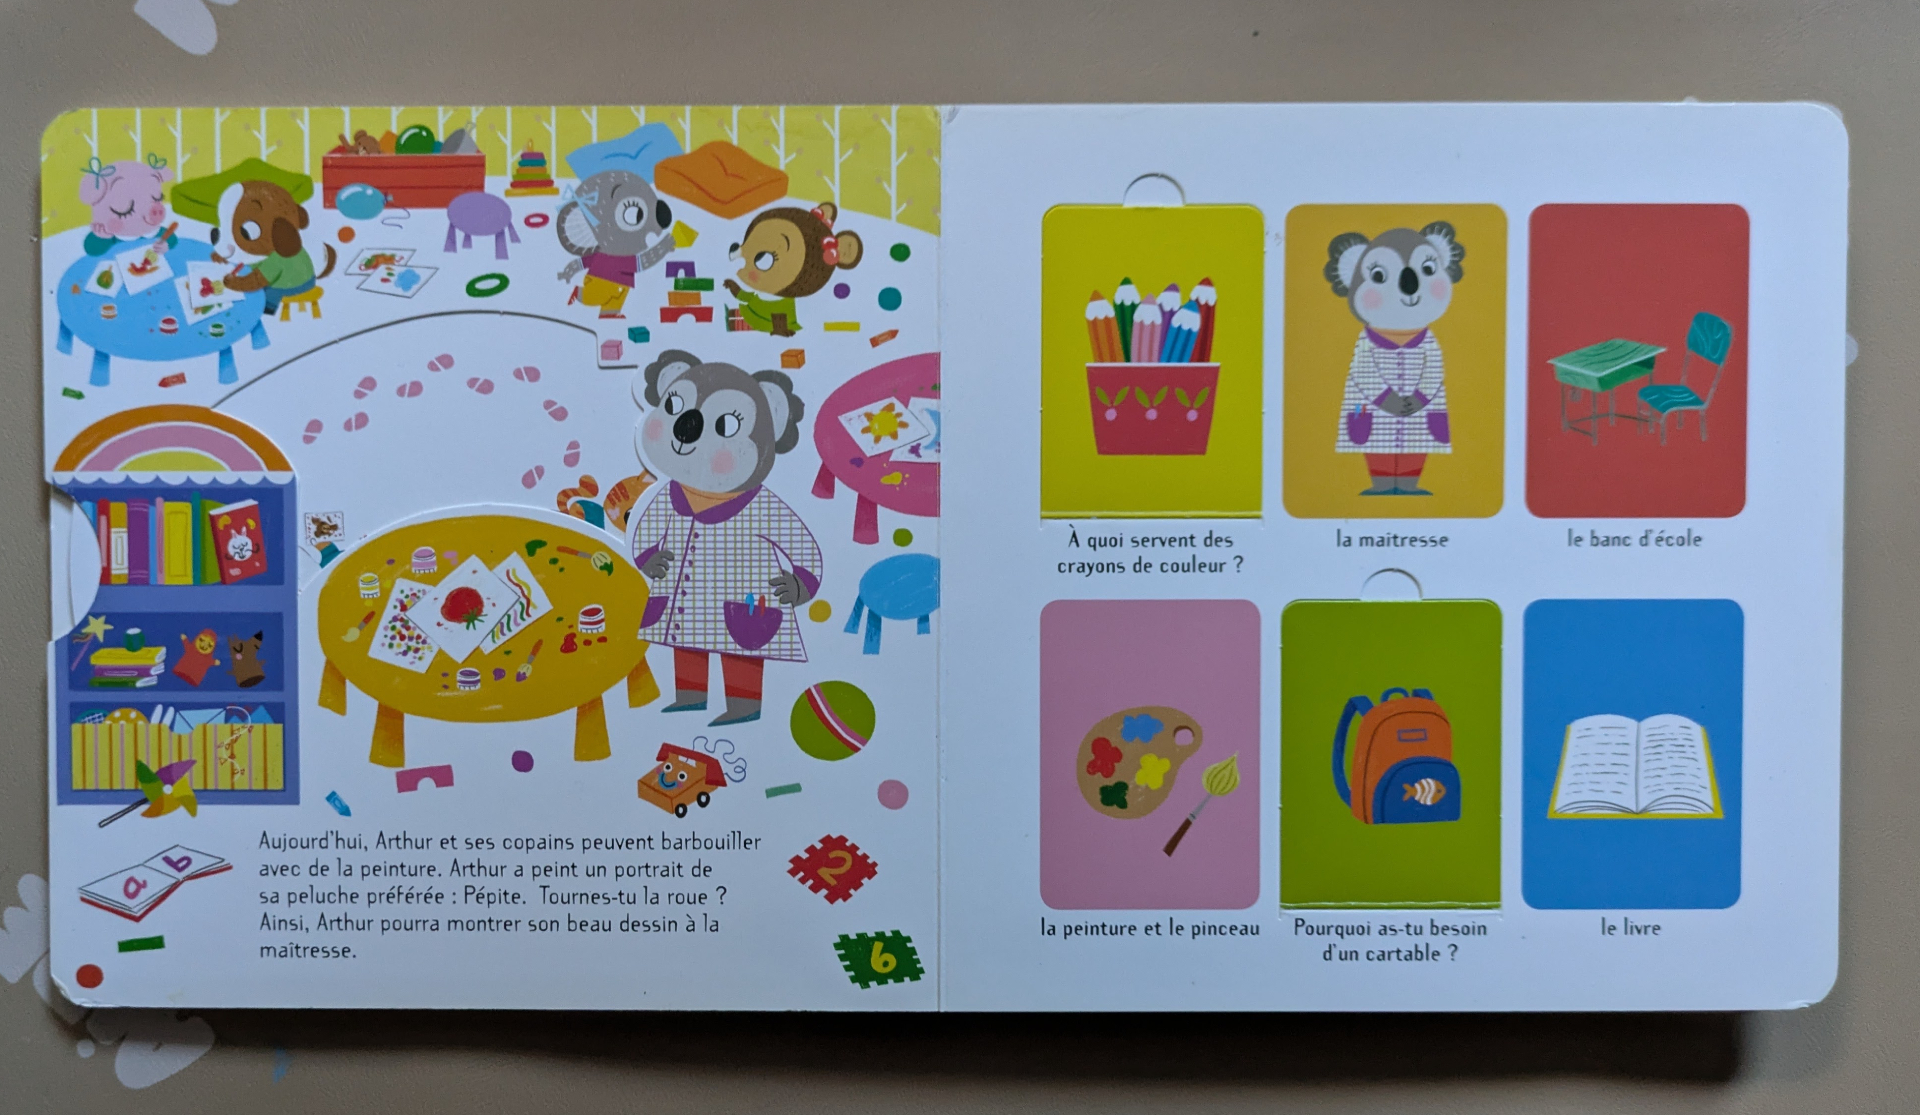 a b
Aujourd'hui, Arthur et ses copains peuvent barbouiller
avec de la peinture. Arthur a peint un portrait de
sa peluche préférée : Pépite. Tournes-tu la roue ?
Ainsi, Arthur pourra montrer son beau dessin à la
maîtresse.
2
6
À quoi servent des
crayons de couleur ?
la maîtresse
le banc d'école
la peinture et le pinceau
Pourquoi as-tu besoin
d'un cartable ?
le livre